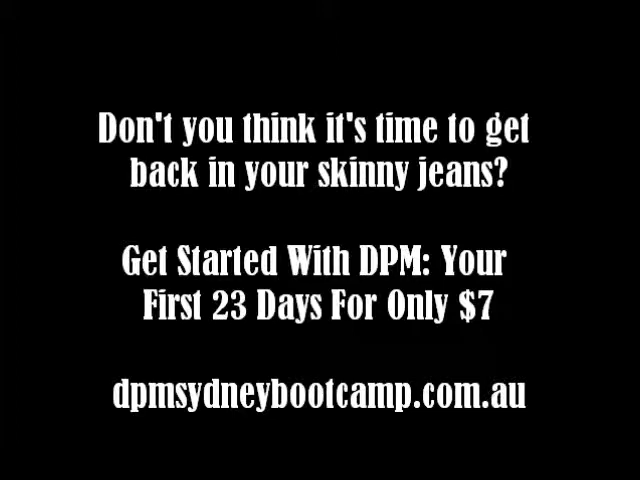 Don't you think it's time to get
back in your skinny jeans?
Get Started With DPM: Your
First 23 Days For Only $7
dpmsydneybootcamp.com.au